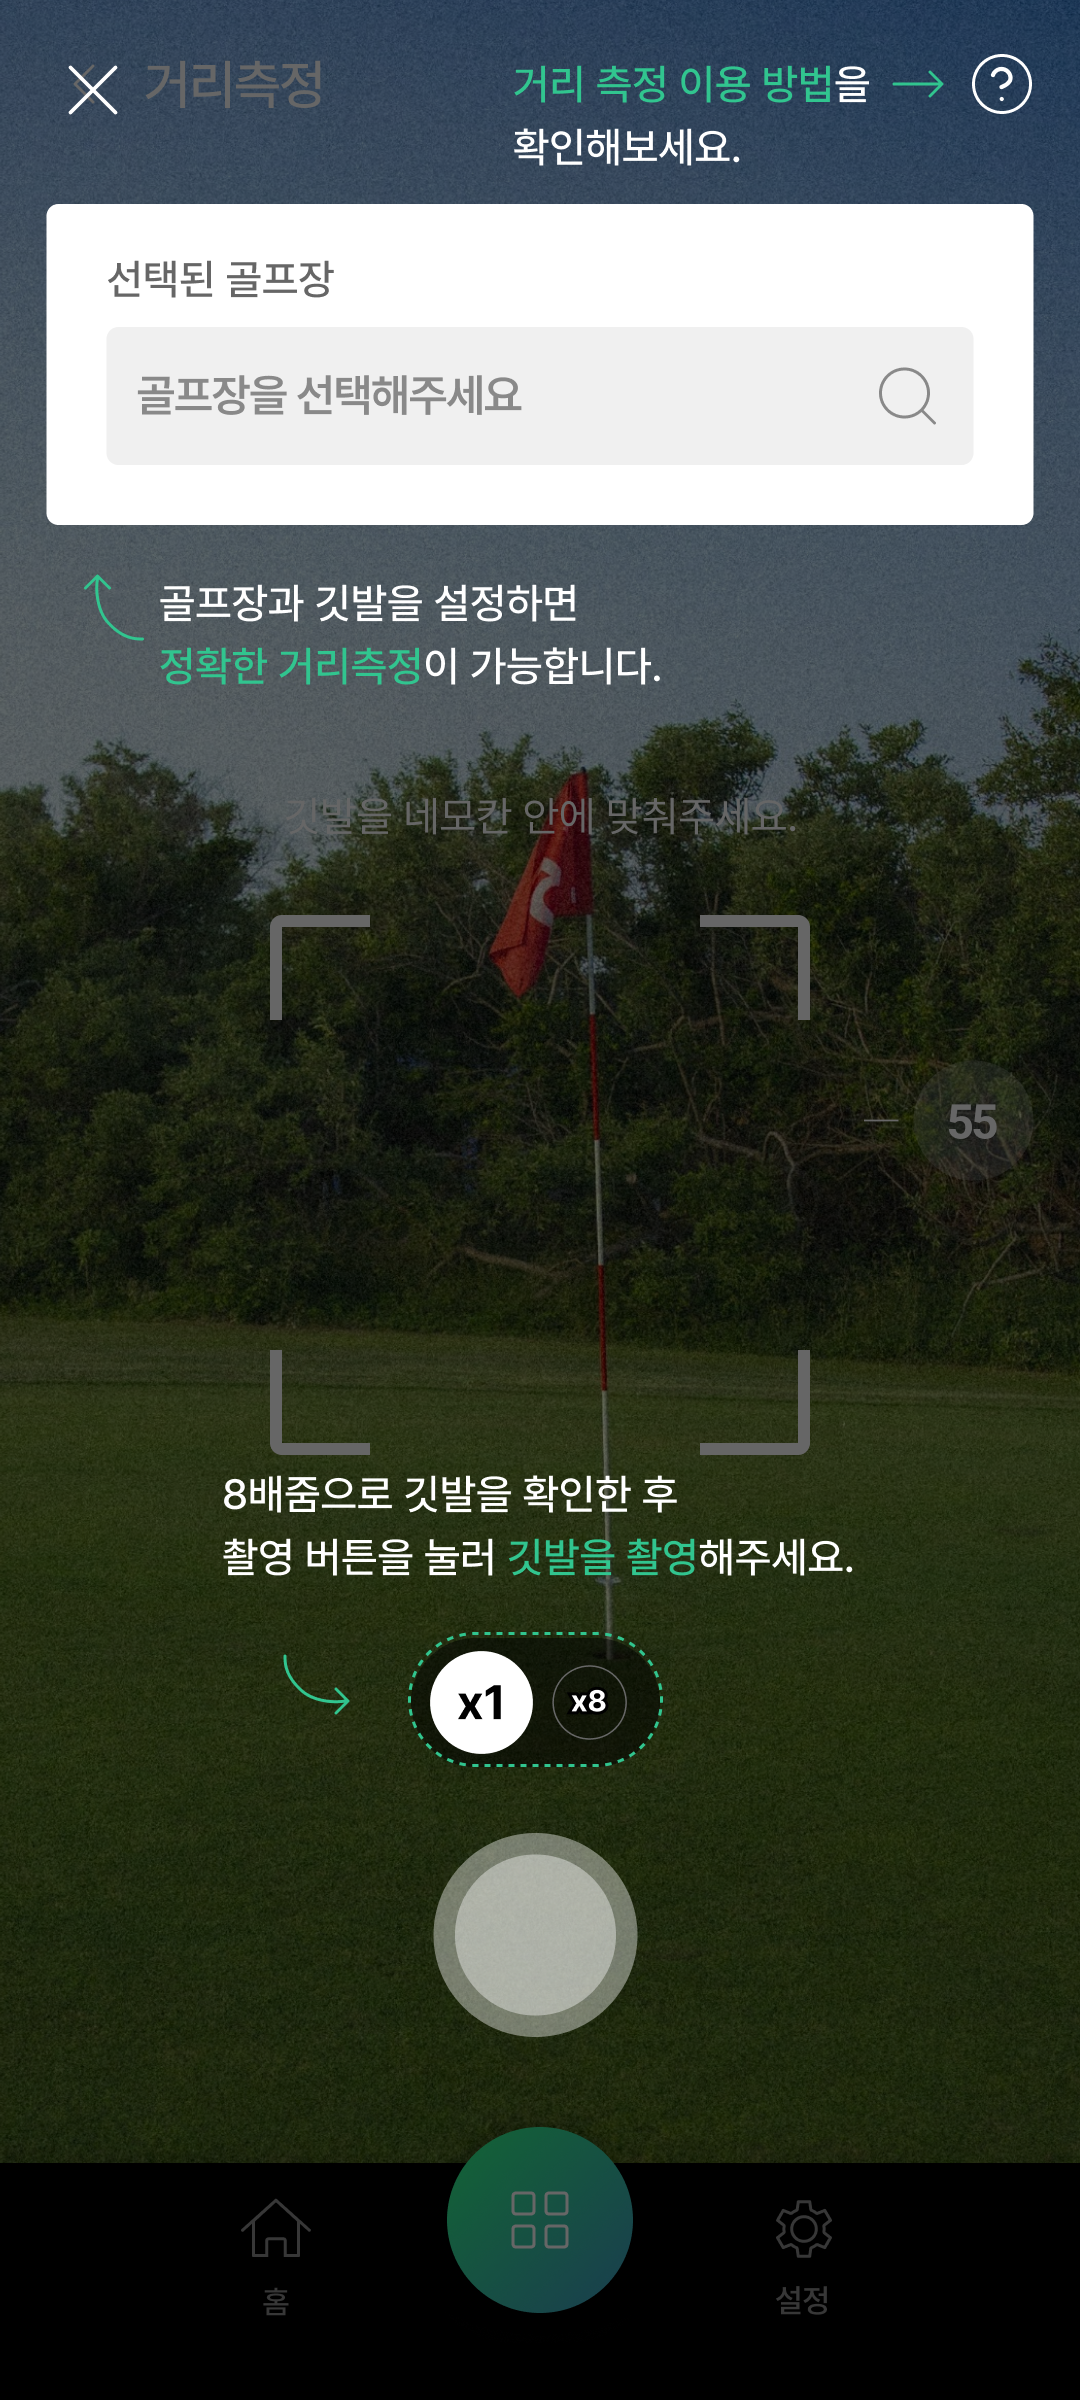 거리측정
거리 측정 이용 방법을
확인해보세요.
선택된 골프장
골프장을 선택해주세요
골프장과 깃발을 설정하면
정확한 거리측정이 가능합니다.
깃발을 네모칸 안에 맞춰주세요.
55
8배줌으로 깃발을 확인한 후
촬영 버튼을 눌러 깃발을 촬영해주세요.
x1 x8
홈 설정